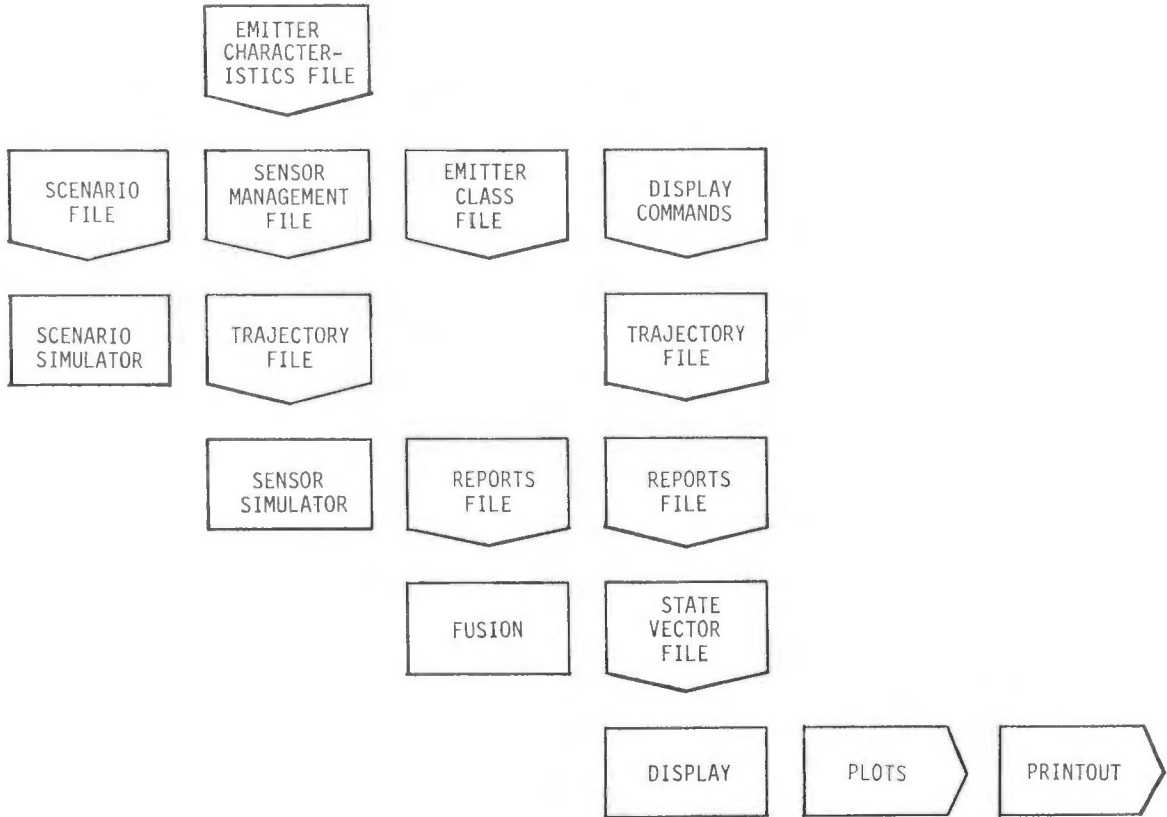 EMITTER
CHARACTER-
ISTICS FILE
SCENARIO
FILE
SENSOR
MANAGEMENT
FILE
EMITTER
CLASS
FILE
DISPLAY
COMMANDS
SCENARIO
SIMULATOR
TRAJECTORY
FILE
TRAJECTORY
FILE
SENSOR
SIMULATOR
REPORTS
FILE
REPORTS
FILE
FUSION
STATE
VECTOR
FILE
DISPLAY
PLOTS
PRINTOUT